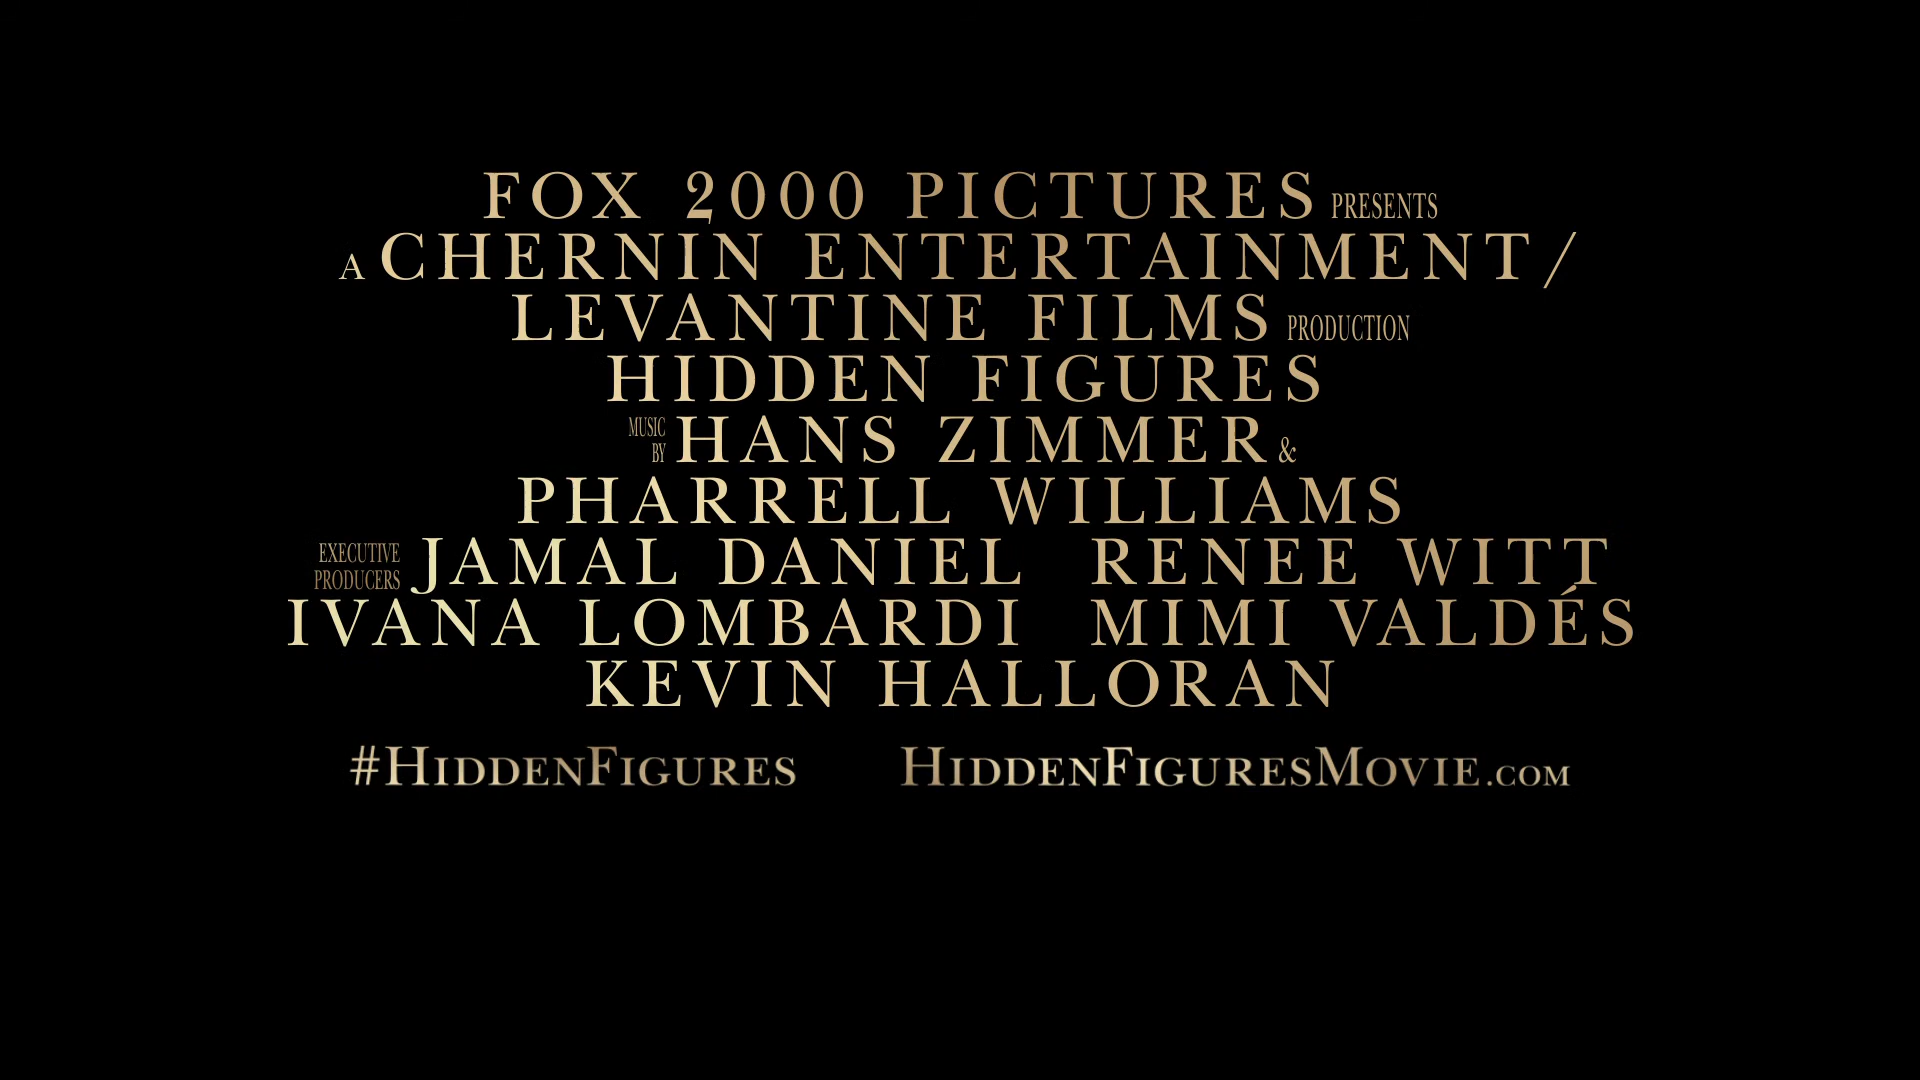 FOX 2000 PICTURES PRESENTS
A CHERNIN ENTERTAINMENT/
LEVANTINE FILMS PRODUCTION
HIDDEN FIGURES
MUSIC BY HANS ZIMMER &
PHARRELL WILLIAMS
EXECUTIVE PRODUCERS JAMAL DANIEL RENEE WITT
IVANA LOMBARDI MIMI VALDÉS
KEVIN HALLORAN
#HIDDENFIGURES HIDDENFIGURESMOVIE.COM